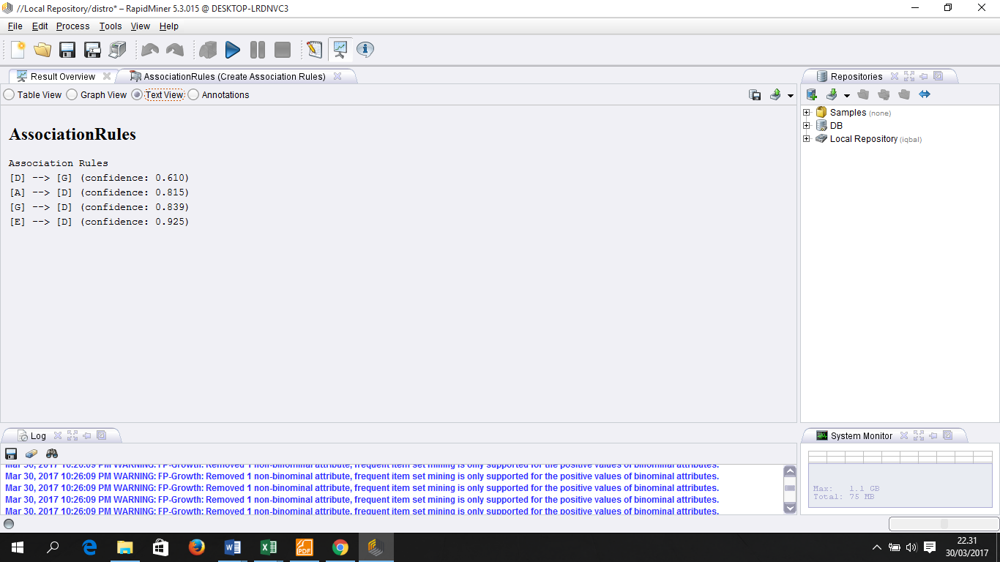 //Local Repository/distro* – RapidMiner 5.3.015 @ DESKTOP-LRDNVC3
File Edit Process Tools View Help
Result Overview
AssociationRules (Create Association Rules)
Table View Graph View Text View Annotations
AssociationRules
Association Rules
[D] --> [G] (confidence: 0.610)
[A] --> [D] (confidence: 0.815)
[G] --> [D] (confidence: 0.839)
[E] --> [D] (confidence: 0.925)
Repositories
Samples (none)
DB
Local Repository (iqbal)
Log
Mar 30, 2017 10:26:09 PM WARNING: FP-Growth: Removed 1 non-binominal attribute, frequent item set mining is only supported for the positive values of binominal attributes.
Mar 30, 2017 10:26:09 PM WARNING: FP-Growth: Removed 1 non-binominal attribute, frequent item set mining is only supported for the positive values of binominal attributes.
Mar 30, 2017 10:26:09 PM WARNING: FP-Growth: Removed 1 non-binominal attribute, frequent item set mining is only supported for the positive values of binominal attributes.
Mar 30, 2017 10:26:09 PM WARNING: FP-Growth: Removed 1 non-binominal attribute, frequent item set mining is only supported for the positive values of binominal attributes.
Mar 30, 2017 10:26:09 PM WARNING: FP-Growth: Removed 1 non-binominal attribute, frequent item set mining is only supported for the positive values of binominal attributes.
System Monitor
Max: 1.1 GB
Total: 75 MB
PDF
22.31
30/03/2017